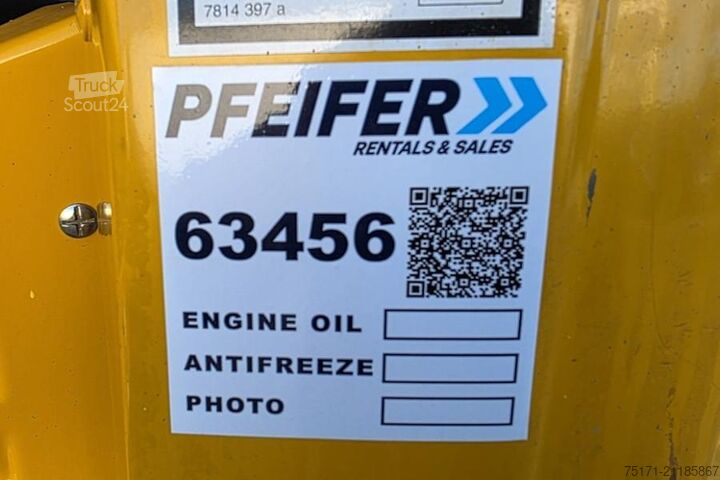 7814 397 a
Truck
Scout24
PFEIFER
RENTALS & SALES
63456
ENGINE OIL
ANTIFREEZE
PHOTO
75171-21185867